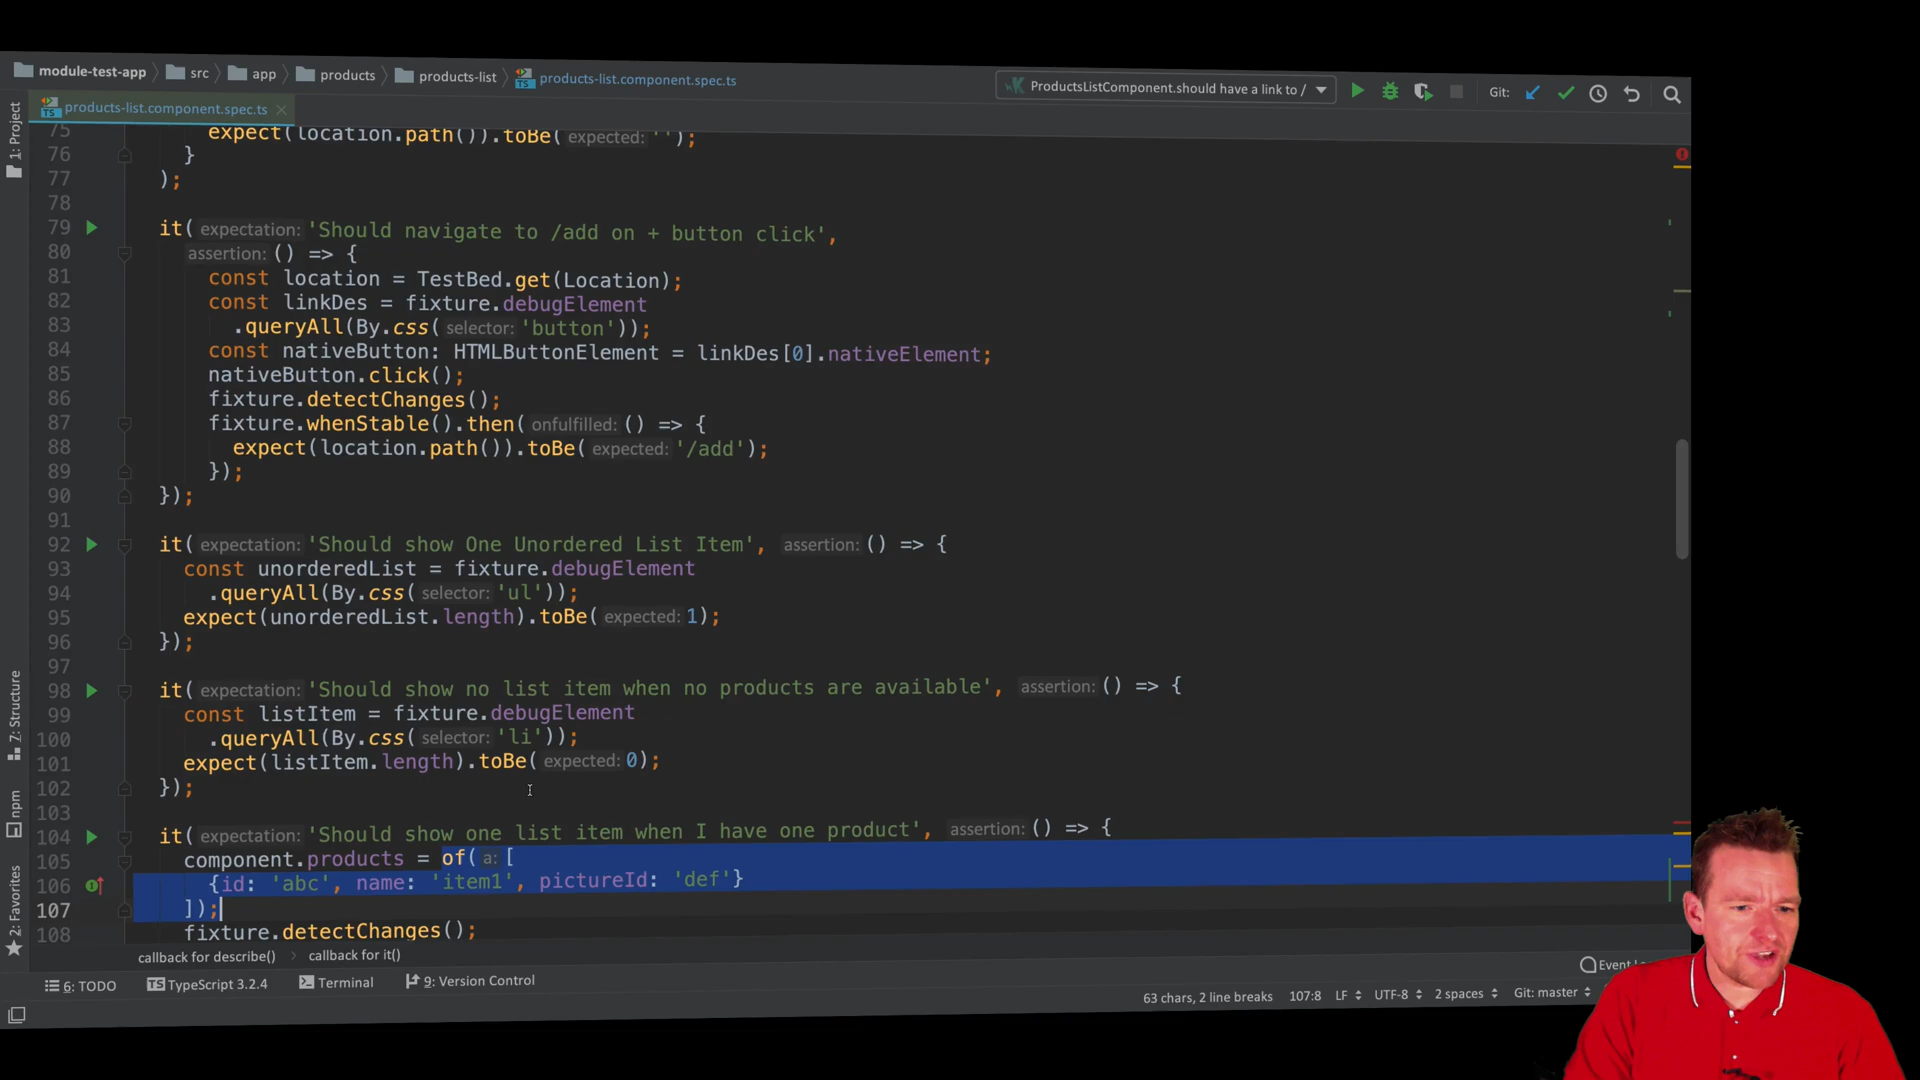 module-test-app src app products products-list products-list.component.spec.ts
ProductsListComponent.should have a link to / Git:
products-list.component.spec.ts
1: Project
7: Structure
npm
2: Favorites
75 expect(location.path()).toBe( expected: '');
76 }
77 );
78
79 it( expectation: 'Should navigate to /add on + button click',
80 assertion: () => {
81 const location = TestBed.get(Location);
82 const linkDes = fixture.debugElement
83 .queryAll(By.css( selector: 'button'));
84 const nativeButton: HTMLButtonElement = linkDes[0].nativeElement;
85 nativeButton.click();
86 fixture.detectChanges();
87 fixture.whenStable().then( onfulfilled: () => {
88 expect(location.path()).toBe( expected: '/add');
89 });
90 });
91
92 it( expectation: 'Should show One Unordered List Item', assertion: () => {
93 const unorderedList = fixture.debugElement
94 .queryAll(By.css( selector: 'ul'));
95 expect(unorderedList.length).toBe( expected: 1);
96 });
97
98 it( expectation: 'Should show no list item when no products are available', assertion: () => {
99 const listItem = fixture.debugElement
100 .queryAll(By.css( selector: 'li'));
101 expect(listItem.length).toBe( expected: 0);
102 });
103
104 it( expectation: 'Should show one list item when I have one product', assertion: () => {
105 component.products = of( a: [
106 {id: 'abc', name: 'item1', pictureId: 'def'}
107 ]);
108 fixture.detectChanges();
callback for describe() callback for it()
6: TODO TypeScript 3.2.4 Terminal 9: Version Control Event
63 chars, 2 line breaks 107:8 LF UTF-8 2 spaces Git: master